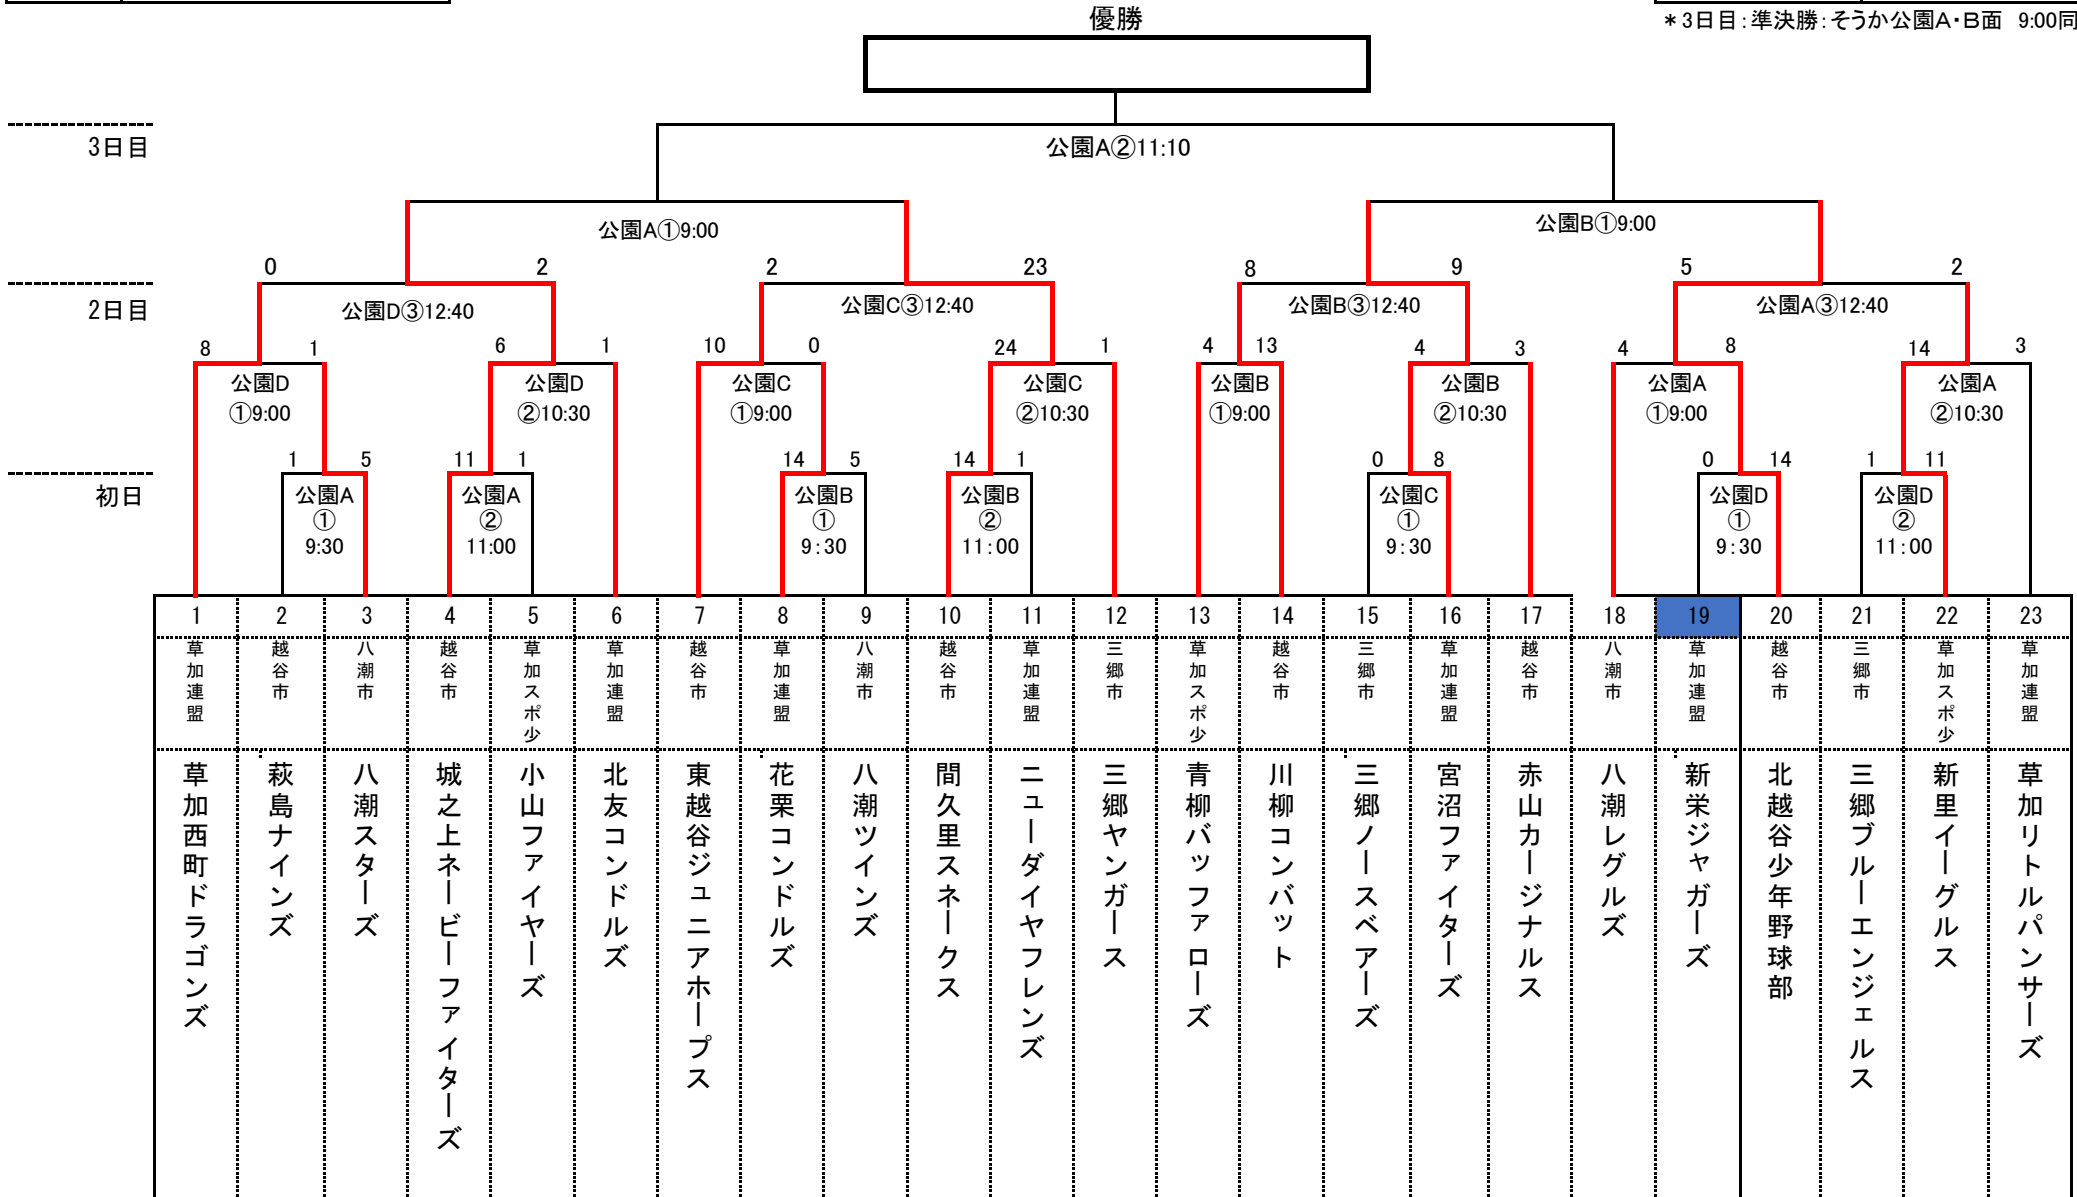 優勝
*3日目:準決勝:そうか公園A・B面 9:00同
3日目
公園A②11:10
公園A①9:00
公園B①9:00
0 2 2 23 8 9 5 2
2日目
公園D③12:40 公園C③12:40 公園B③12:40 公園A③12:40
8 1 6 1 10 0 24 1 4 13 4 3 4 8 14 3
公園D 公園D 公園C 公園C 公園B 公園B 公園A 公園A
①9:00 ②10:30 ①9:00 ②10:30 ①9:00 ②10:30 ①9:00 ②10:30
1 5 11 1 14 5 14 1 0 8 0 14 1 11
初日
公園A 公園A 公園B 公園B 公園C 公園D 公園D
① ② ① ② ① ① ②
9:30 11:00 9:30 11:00 9:30 9:30 11:00
1 2 3 4 5 6 7 8 9 10 11 12 13 14 15 16 17 18 19 20 21 22 23
草加連盟
越谷市
八潮市
越谷市
草加スポ少
草加連盟
越谷市
草加連盟
八潮市
越谷市
草加連盟
三郷市
草加スポ少
越谷市
三郷市
草加連盟
越谷市
八潮市
草加連盟
越谷市
三郷市
草加スポ少
草加連盟
草加西町ドラゴンズ
萩島ナインズ
八潮スターズ
城之上ネービーファイターズ
小山ファイヤーズ
北友コンドルズ
東越谷ジュニアホープス
花栗コンドルズ
八潮ツインズ
間久里スネークス
ニューダイヤフレンズ
三郷ヤンガース
青柳バッファローズ
川柳コンバット
三郷ノースベアーズ
宮沼ファイターズ
赤山カージナルス
八潮レグルズ
新栄ジャガーズ
北越谷少年野球部
三郷ブルーエンジェルス
新里イーグルス
草加リトルパンサーズ